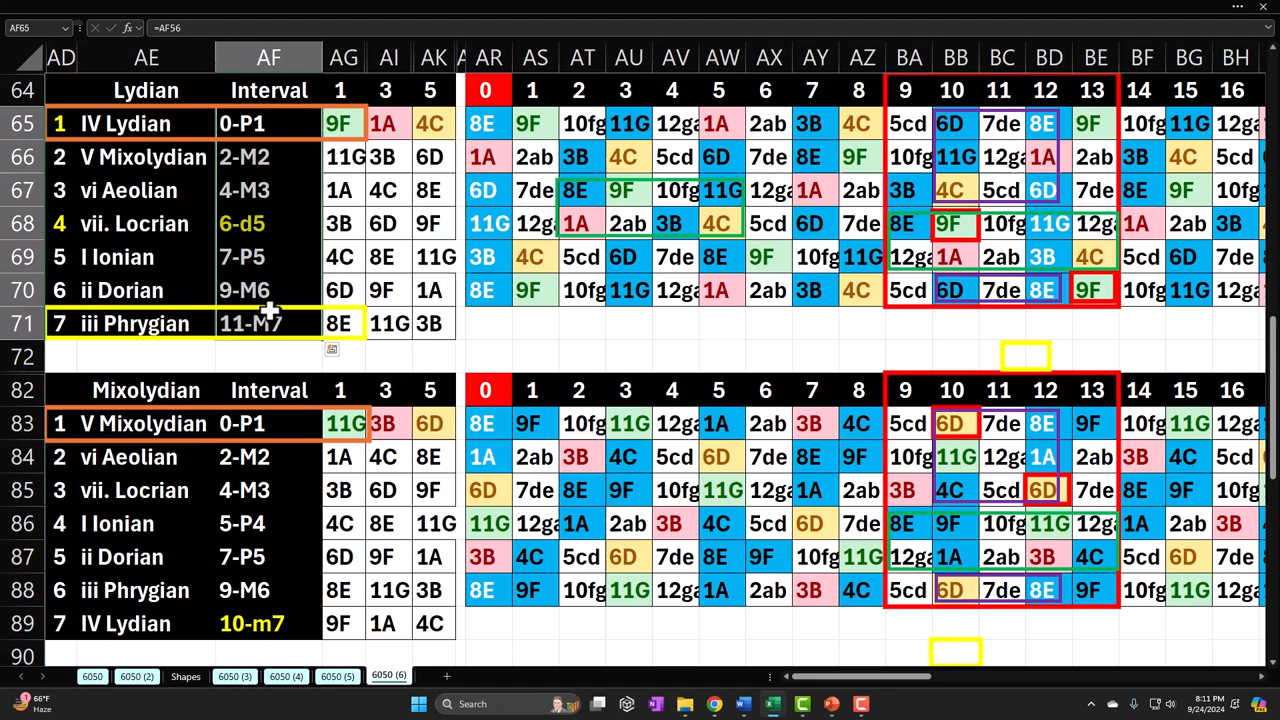 AF65 fx =AF56
AD AE AF AG AI AK AR AS AT AU AV AW AX AY AZ BA BB BC BD BE BF BG BH
64 Lydian Interval 1 3 5 0 1 2 3 4 5 6 7 8 9 10 11 12 13 14 15 16
65 1 IV Lydian 0-P1 9F 1A 4C 8E 9F 10fg 11G 12ga 1A 2ab 3B 4C 5cd 6D 7de 8E 9F 10fg 11G 12ga
66 2 V Mixolydian 2-M2 11G 3B 6D 1A 2ab 3B 4C 5cd 6D 7de 8E 9F 10fg 11G 12ga 1A 2ab 3B 4C 5cd
67 3 vi Aeolian 4-M3 1A 4C 8E 6D 7de 8E 9F 10fg 11G 12ga 1A 2ab 3B 4C 5cd 6D 7de 8E 9F 10fg
68 4 vii. Locrian 6-d5 3B 6D 9F 11G 12ga 1A 2ab 3B 4C 5cd 6D 7de 8E 9F 10fg 11G 12ga 1A 2ab 3B
69 5 I Ionian 7-P5 4C 8E 11G 3B 4C 5cd 6D 7de 8E 9F 10fg 11G 12ga 1A 2ab 3B 4C 5cd 6D 7de
70 6 ii Dorian 9-M6 6D 9F 1A 8E 9F 10fg 11G 12ga 1A 2ab 3B 4C 5cd 6D 7de 8E 9F 10fg 11G 12ga
71 7 iii Phrygian 11-M7 8E 11G 3B
72
82 Mixolydian Interval 1 3 5 0 1 2 3 4 5 6 7 8 9 10 11 12 13 14 15 16
83 1 V Mixolydian 0-P1 11G 3B 6D 8E 9F 10fg 11G 12ga 1A 2ab 3B 4C 5cd 6D 7de 8E 9F 10fg 11G 12ga
84 2 vi Aeolian 2-M2 1A 4C 8E 1A 2ab 3B 4C 5cd 6D 7de 8E 9F 10fg 11G 12ga 1A 2ab 3B 4C 5cd
85 3 vii. Locrian 4-M3 3B 6D 9F 6D 7de 8E 9F 10fg 11G 12ga 1A 2ab 3B 4C 5cd 6D 7de 8E 9F 10fg
86 4 I Ionian 5-P4 4C 8E 11G 11G 12ga 1A 2ab 3B 4C 5cd 6D 7de 8E 9F 10fg 11G 12ga 1A 2ab 3B
87 5 ii Dorian 7-P5 6D 9F 1A 3B 4C 5cd 6D 7de 8E 9F 10fg 11G 12ga 1A 2ab 3B 4C 5cd 6D 7de
88 6 iii Phrygian 9-M6 8E 11G 3B 8E 9F 10fg 11G 12ga 1A 2ab 3B 4C 5cd 6D 7de 8E 9F 10fg 11G 12ga
89 7 IV Lydian 10-m7 9F 1A 4C
90
6050 6050 (2) Shapes 6050 (3) 6050 (4) 6050 (5) 6050 (6)
66°F
Haze
Search
8:11 PM
9/24/2024